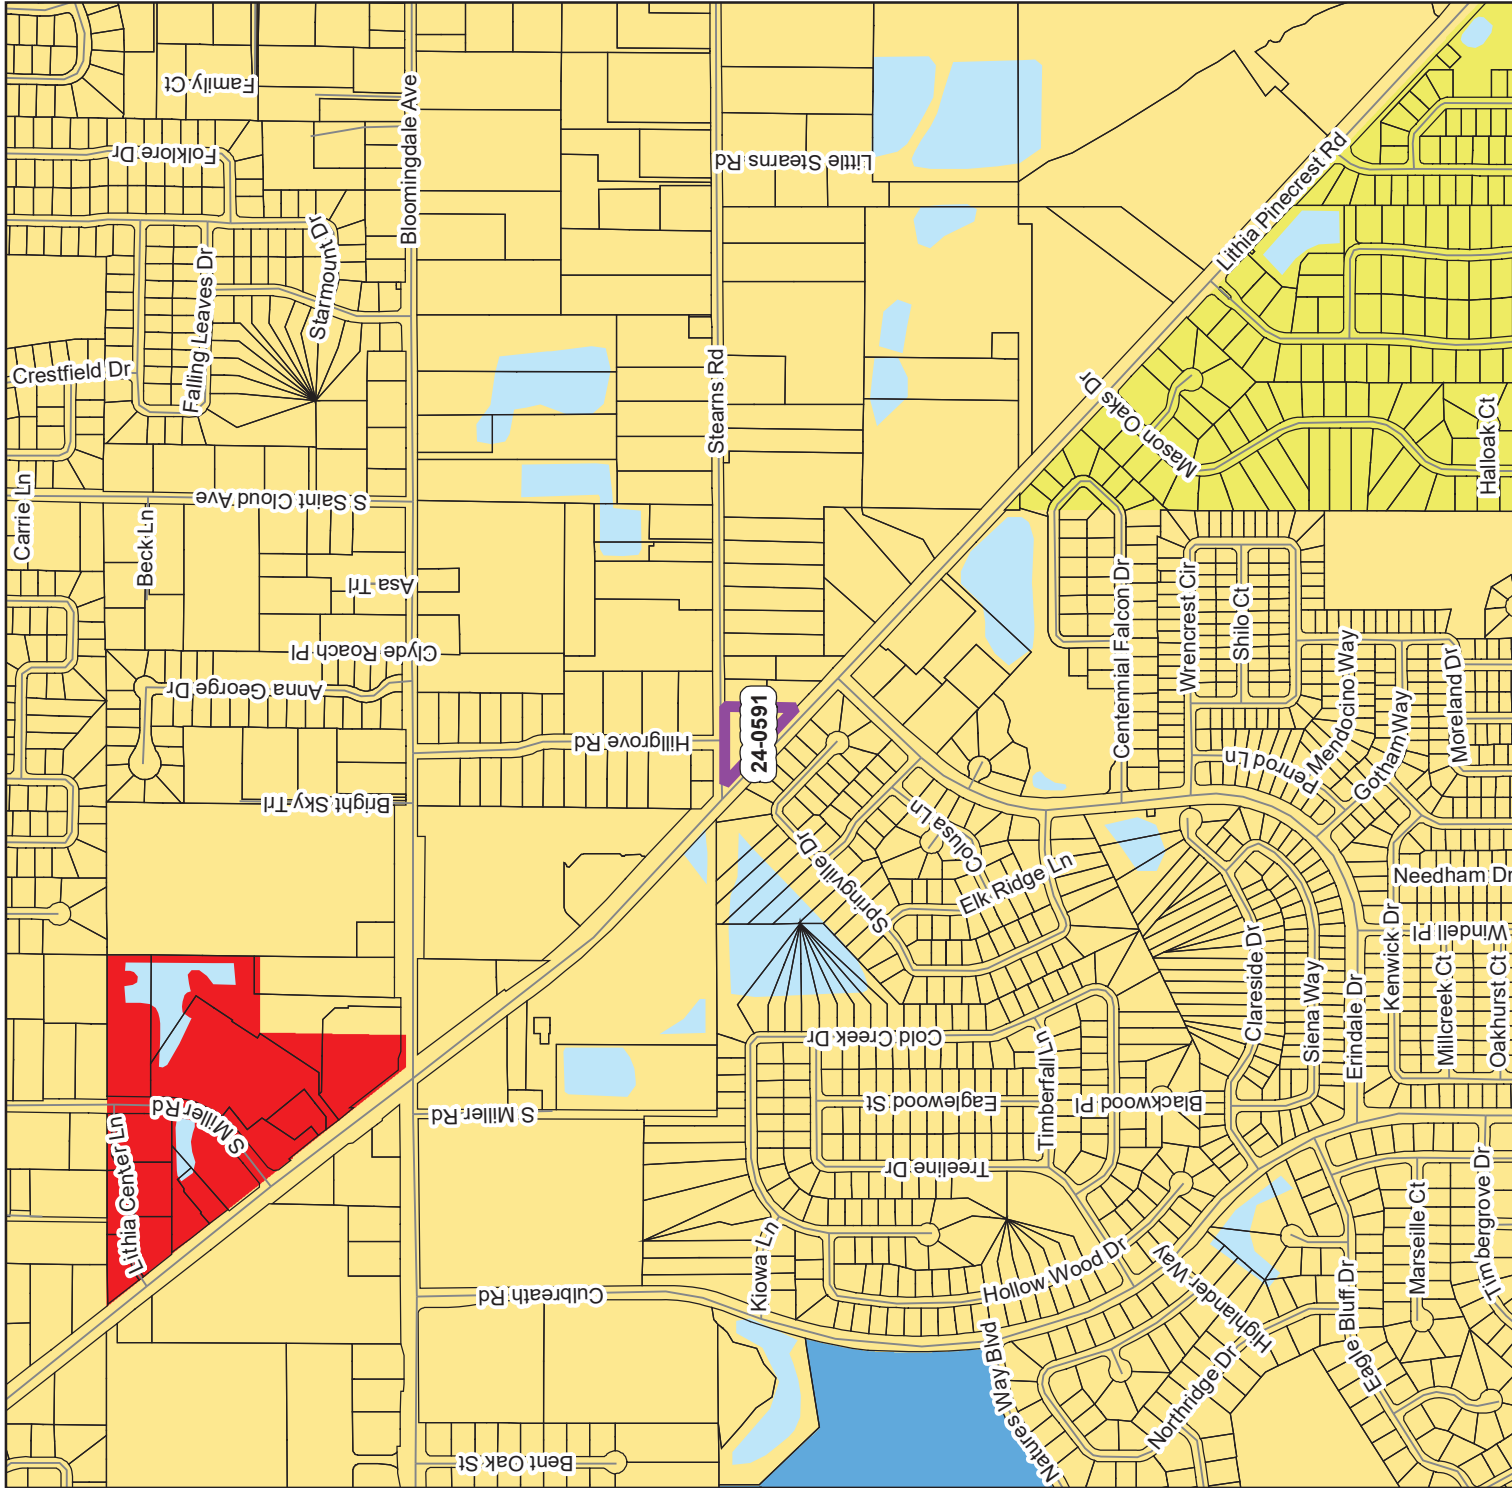 Family Ct
Bloomingdale Ave
Folklore Dr
Little Stearns Rd
Lithia Pinecrest Rd
Starmount Dr
Falling Leaves Dr
Crestfield Dr
Stearns Rd
Mason Oaks Dr
Halloak Ct
Carrie Ln
Beck Ln
S Saint Cloud Ave
Asa Trl
Clyde Roach Pl
Anna George Dr
Hillgrove Rd
24-0591
Bright Sky Trl
Centennial Falcon Dr
Wrencrest Cir
Shilo Ct
Mendocino Way
Penrod Ln
Gotham Way
Moreland Dr
Springville Dr
Colusa Ln
Elk Ridge Ln
Needham Dr
Windell Pl
Kenwick Dr
Clareside Dr
Siena Way
Erindale Dr
Millcreek Ct
Oakhurst Ct
Cold Creek Dr
Timberfall Ln
Eaglewood St
Blackwood Pl
Treeline Dr
S Miller Rd
S Miller Rd
Lithia Center Ln
Culbreath Rd
Kiowa Ln
Hollow Wood Dr
Highlander Way
Natures Way Blvd
Northridge Dr
Eagle Bluff Dr
Marseille Ct
Timbergrove Dr
Bent Oak St